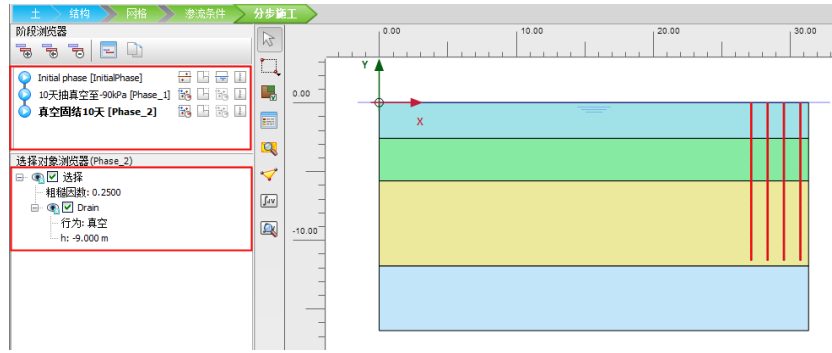 土 结构 网格 渗流条件 分步施工
阶段浏览器
Initial phase [InitialPhase]
10天抽真空至-90kPa [Phase_1]
真空固结10天 [Phase_2]
选择对象浏览器(Phase_2)
选择
粗糙因数: 0.2500
Drain
行为: 真空
h: -9.000 m
0.00 10.00 20.00 30.00
Y
0.00
X
-10.00